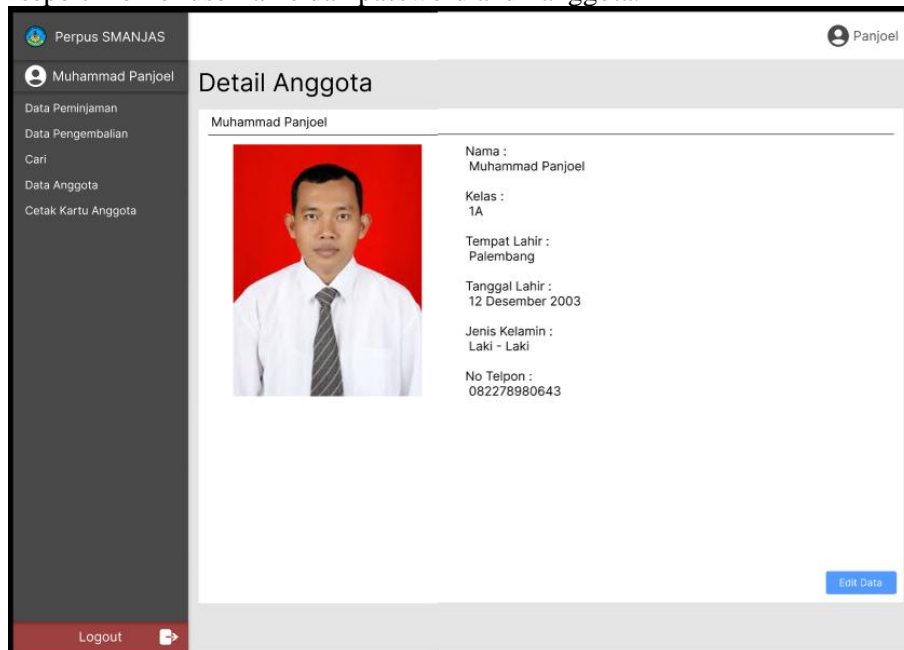 Perpus SMANJAS
Panjoel
Muhammad Panjoel
Data Peminjaman
Data Pengembalian
Cari
Data Anggota
Cetak Kartu Anggota
Logout
Detail Anggota
Muhammad Panjoel
Nama :
Muhammad Panjoel
Kelas :
1A
Tempat Lahir :
Palembang
Tanggal Lahir :
12 Desember 2003
Jenis Kelamin :
Laki - Laki
No Telpon :
082278980643
Edit Data